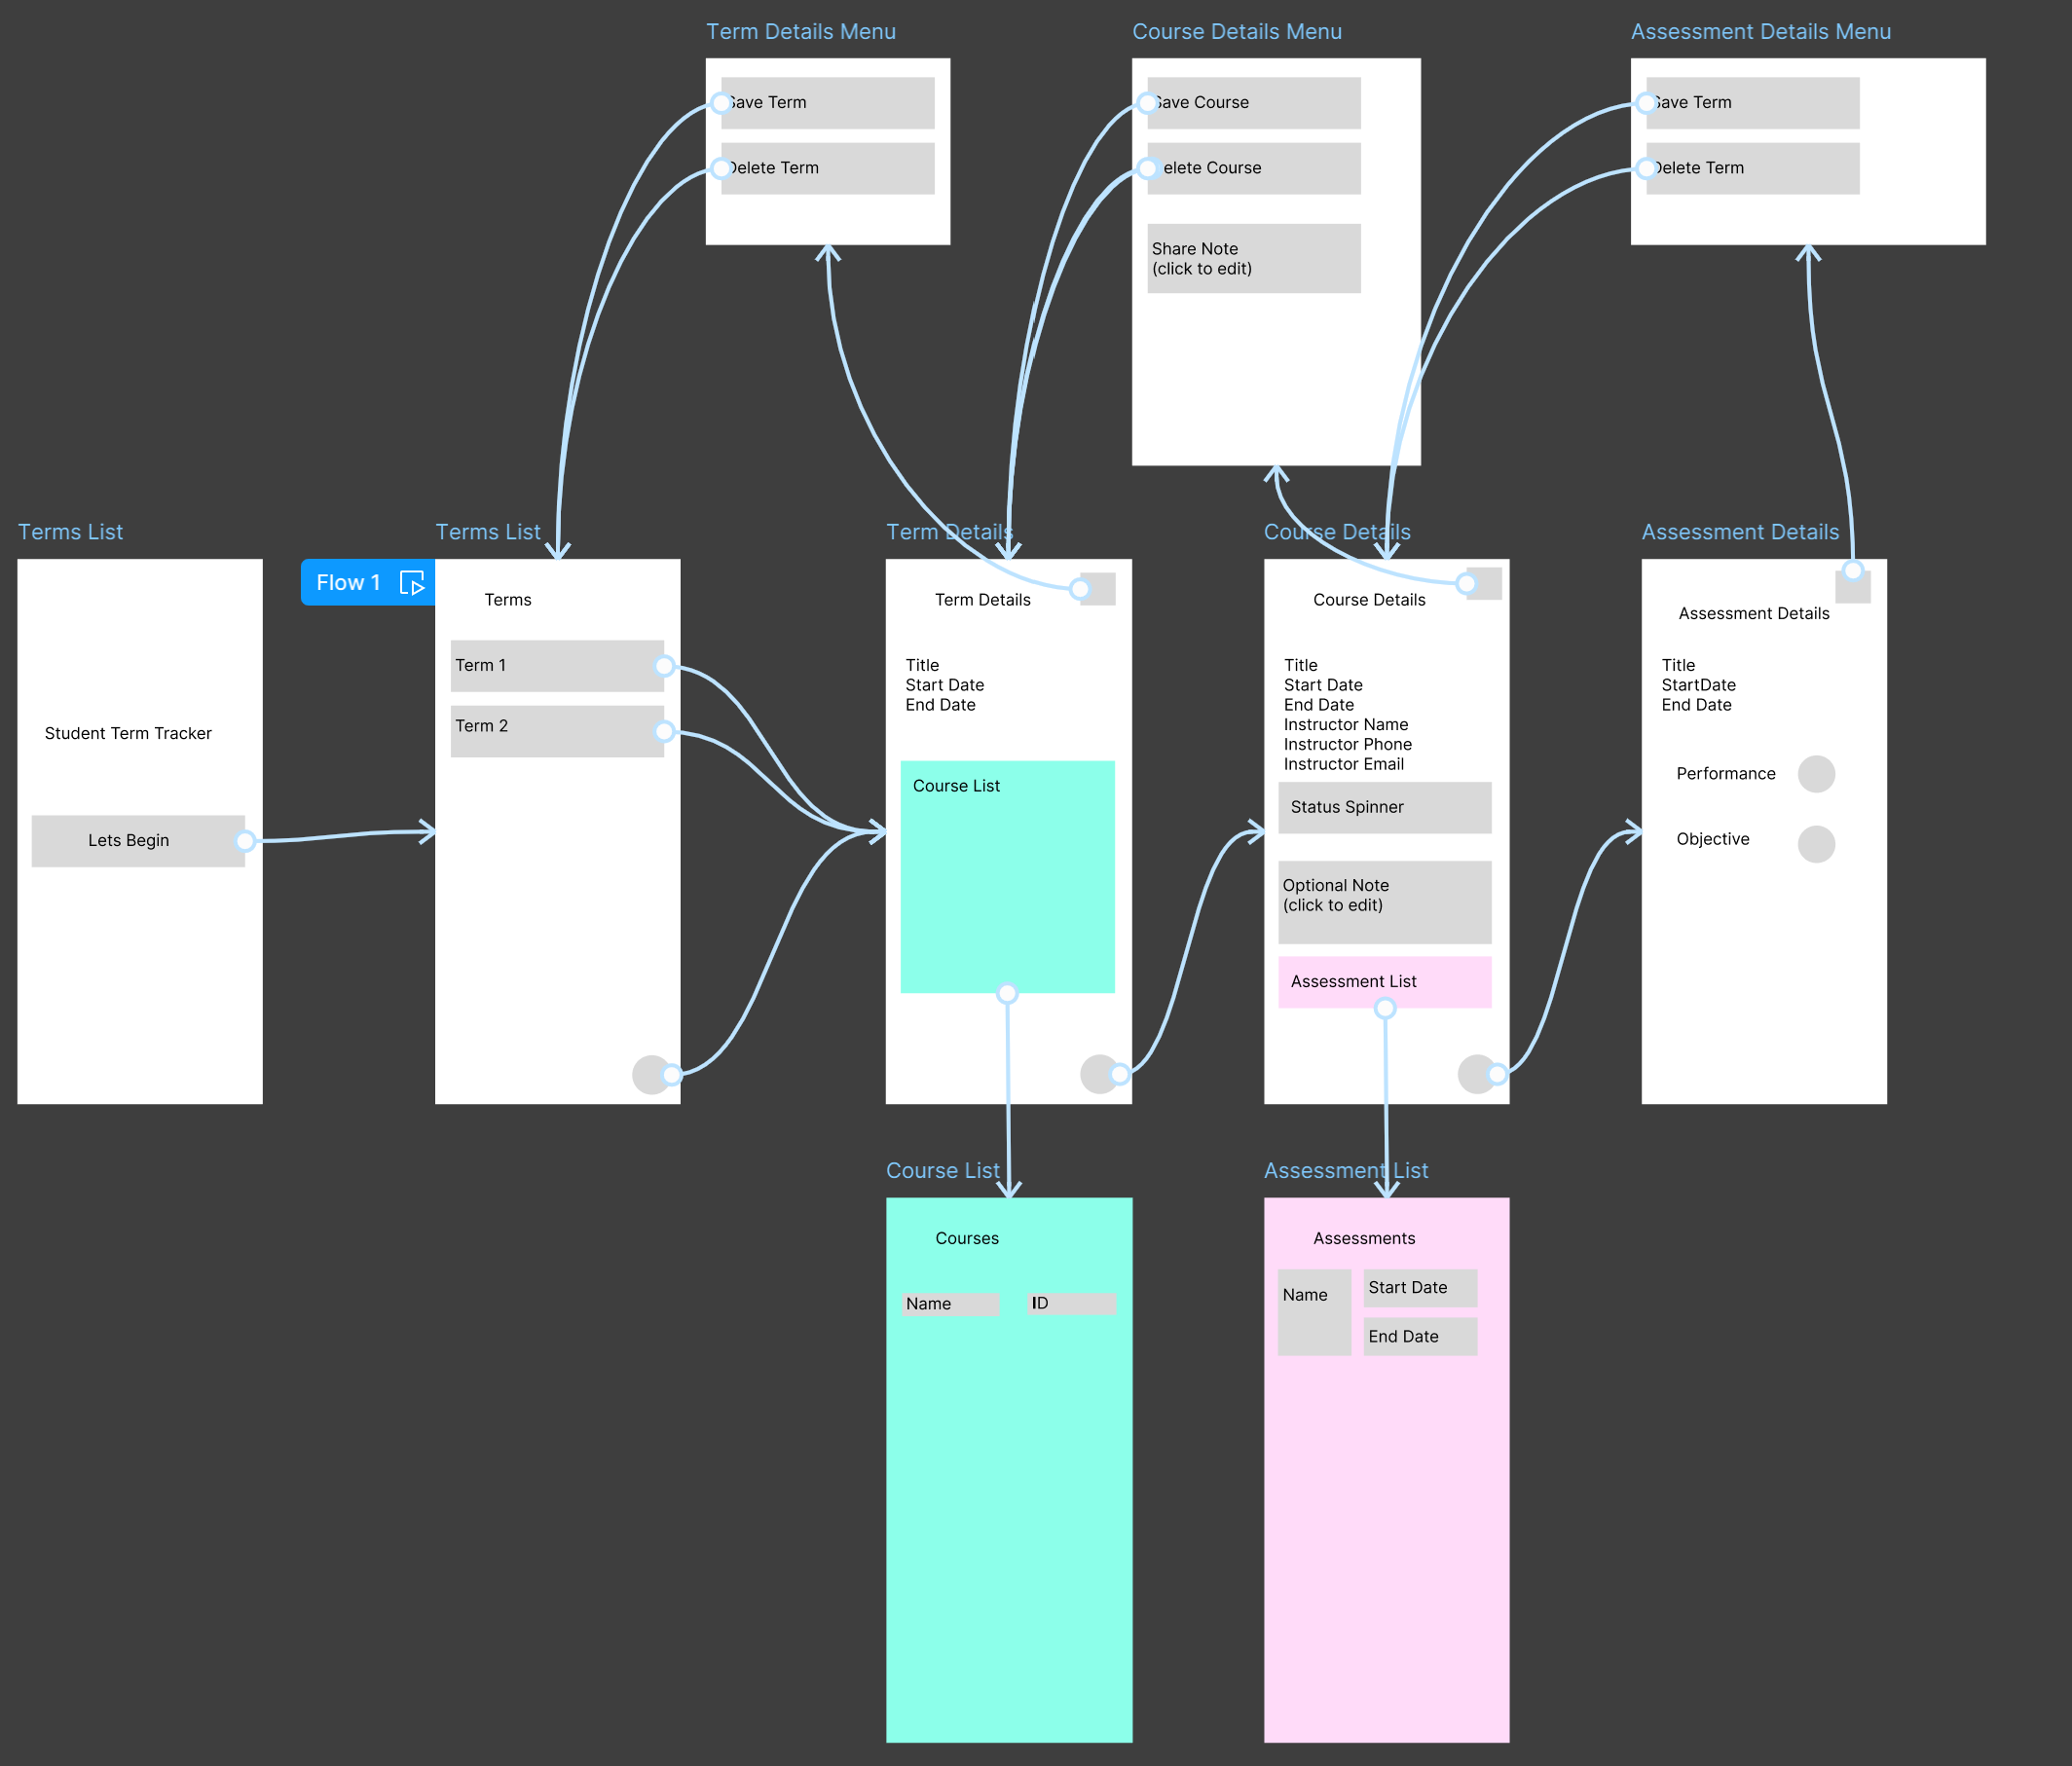 Term Details Menu
Save Term
Delete Term
Course Details Menu
Save Course
Delete Course
Share Note
(click to edit)
Assessment Details Menu
Save Term
Delete Term
Terms List
Student Term Tracker
Lets Begin
Flow 1
Terms List
Terms
Term 1
Term 2
Term Details
Term Details
Title
Start Date
End Date
Course List
Course Details
Course Details
Title
Start Date
End Date
Instructor Name
Instructor Phone
Instructor Email
Status Spinner
Optional Note
(click to edit)
Assessment List
Assessment Details
Assessment Details
Title
StartDate
End Date
Performance
Objective
Course List
Courses
Name
ID
Assessment List
Assessments
Name
Start Date
End Date